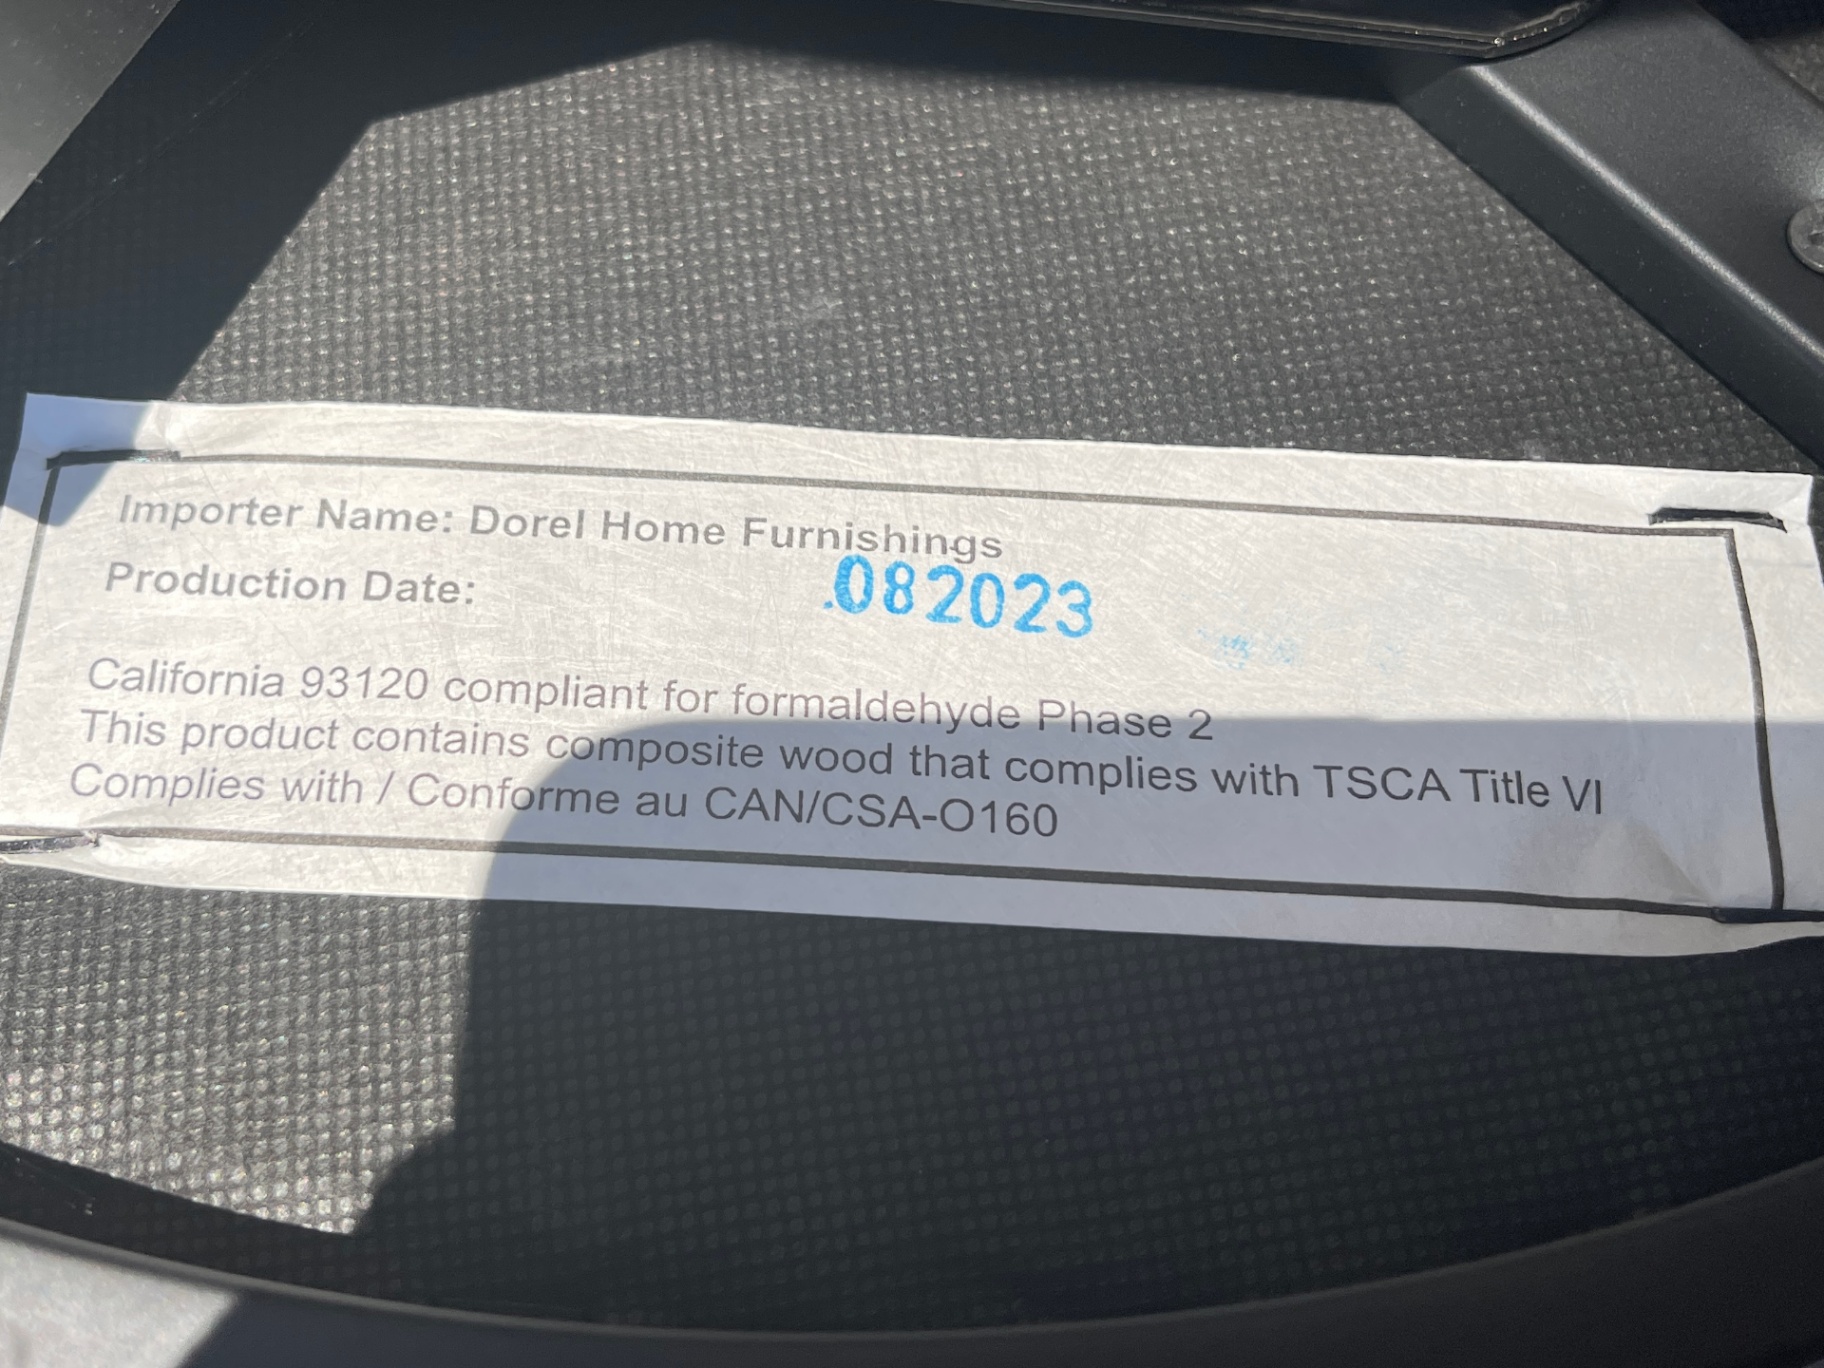 Importer Name: Dorel Home Furnishings
Production Date: .082023
California 93120 compliant for formaldehyde Phase 2
This product contains composite wood that complies with TSCA Title VI
Complies with / Conforme au CAN/CSA-O160